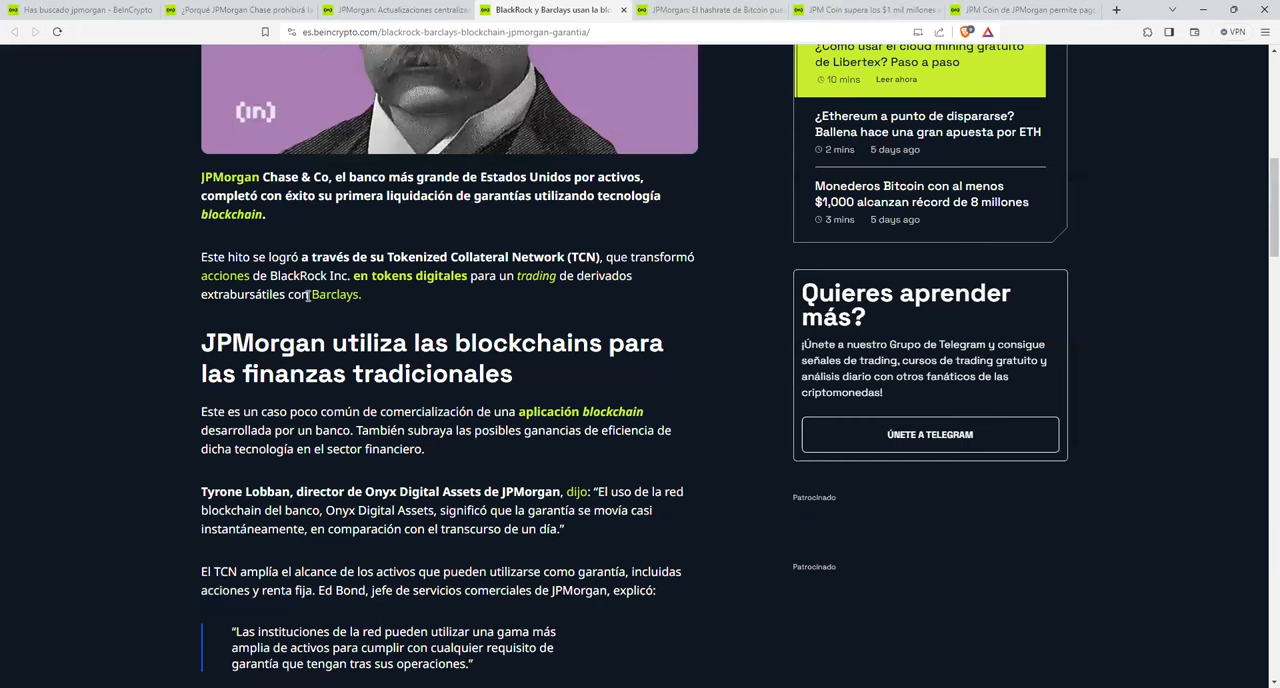 Has buscado jpmorgan - BeInCrypto
¿Porqué JPMorgan Chase prohibirá l
JPMorgan: Actualizaciones centraliza
BlackRock y Barclays usan la blo
JPMorgan: El hashrate de Bitcoin pue
JPM Coin supera los $1 mil millones
JPM Coin de JPMorgan permite pago
es.beincrypto.com/blackrock-barclays-blockchain-jpmorgan-garantia/
VPN
(in)
JPMorgan Chase & Co, el banco más grande de Estados Unidos por activos,
completó con éxito su primera liquidación de garantías utilizando tecnología
blockchain.
Este hito se logró a través de su Tokenized Collateral Network (TCN), que transformó
acciones de BlackRock Inc. en tokens digitales para un trading de derivados
extrabursátiles con Barclays.
JPMorgan utiliza las blockchains para
las finanzas tradicionales
Este es un caso poco común de comercialización de una aplicación blockchain
desarrollada por un banco. También subraya las posibles ganancias de eficiencia de
dicha tecnología en el sector financiero.
Tyrone Lobban, director de Onyx Digital Assets de JPMorgan, dijo: “El uso de la red
blockchain del banco, Onyx Digital Assets, significó que la garantía se movía casi
instantáneamente, en comparación con el transcurso de un día.”
El TCN amplía el alcance de los activos que pueden utilizarse como garantía, incluidas
acciones y renta fija. Ed Bond, jefe de servicios comerciales de JPMorgan, explicó:
“Las instituciones de la red pueden utilizar una gama más
amplia de activos para cumplir con cualquier requisito de
garantía que tengan tras sus operaciones.”
¿Cómo usar el cloud mining gratuito
de Libertex? Paso a paso
10 mins Leer ahora
¿Ethereum a punto de dispararse?
Ballena hace una gran apuesta por ETH
2 mins 5 days ago
Monederos Bitcoin con al menos
$1,000 alcanzan récord de 8 millones
3 mins 5 days ago
Quieres aprender
más?
¡Únete a nuestro Grupo de Telegram y consigue
señales de trading, cursos de trading gratuito y
análisis diario con otros fanáticos de las
criptomonedas!
ÚNETE A TELEGRAM
Patrocinado
Patrocinado